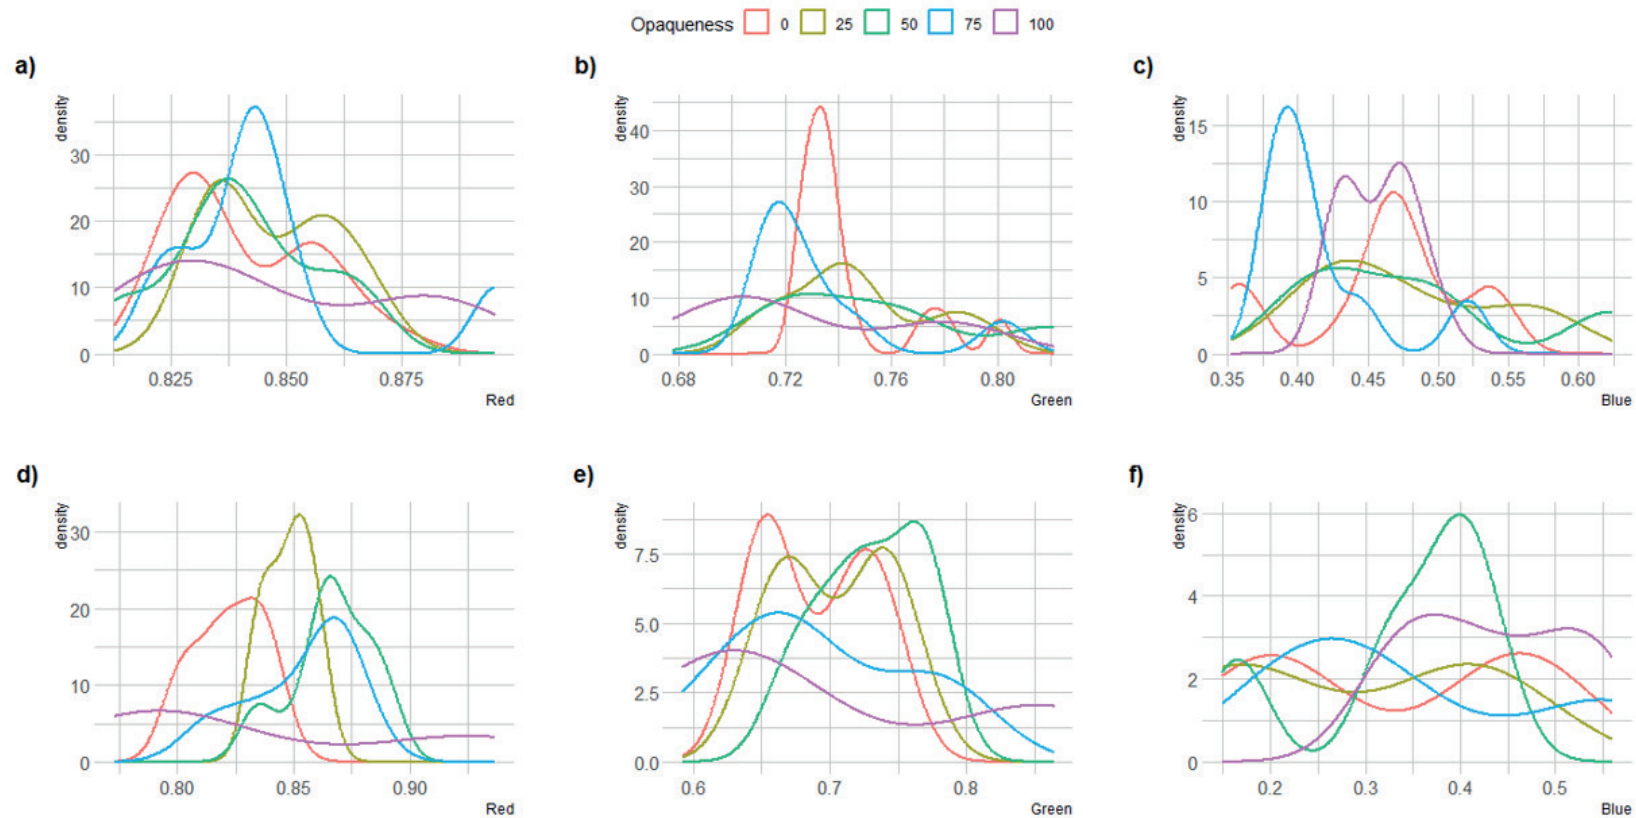 Opaqueness 0 25 50 75 100
a) b) c)
density density density
30 40 15
20 30 10
10 20 5
0 10 0
0
0.825 0.850 0.875 0.68 0.72 0.76 0.80 0.35 0.40 0.45 0.50 0.55 0.60
Red Green Blue
d) e) f)
density density density
30 7.5 6
20 5.0 4
10 2.5 2
0 0.0 0
0.80 0.85 0.90 0.6 0.7 0.8 0.2 0.3 0.4 0.5
Red Green Blue